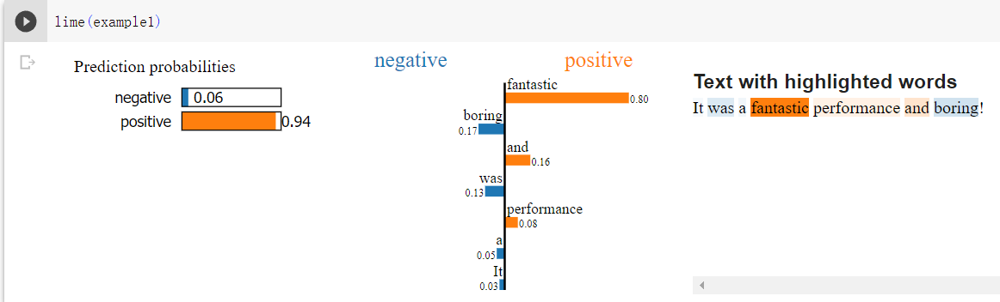 lime(example1)
Prediction probabilities
negative 0.06
positive 0.94
negative positive
fantastic
0.80
boring
0.17
and
0.16
was
0.13
performance
0.08
a
0.05
It
0.03
Text with highlighted words
It was a fantastic performance and boring!